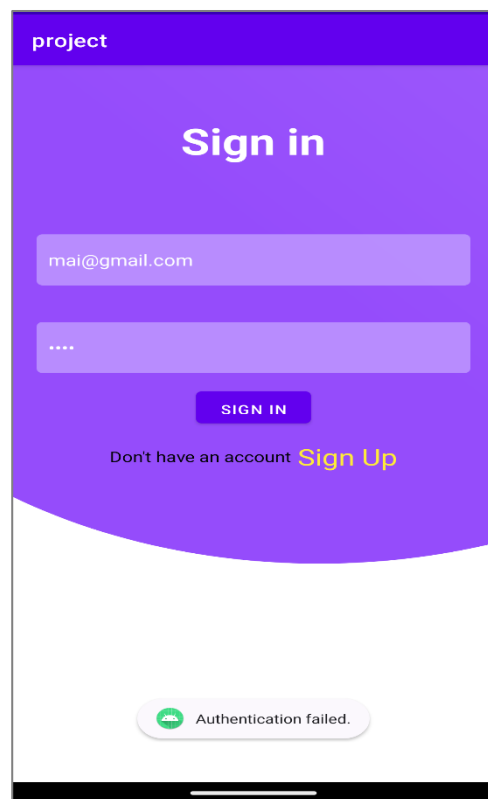 project
Sign in
mai@gmail.com
••••
SIGN IN
Don't have an account Sign Up
Authentication failed.